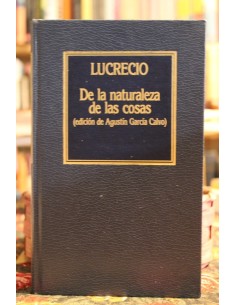 LUCRECIO
De la naturaleza
de las cosas
(edición de Agustín García Calvo)